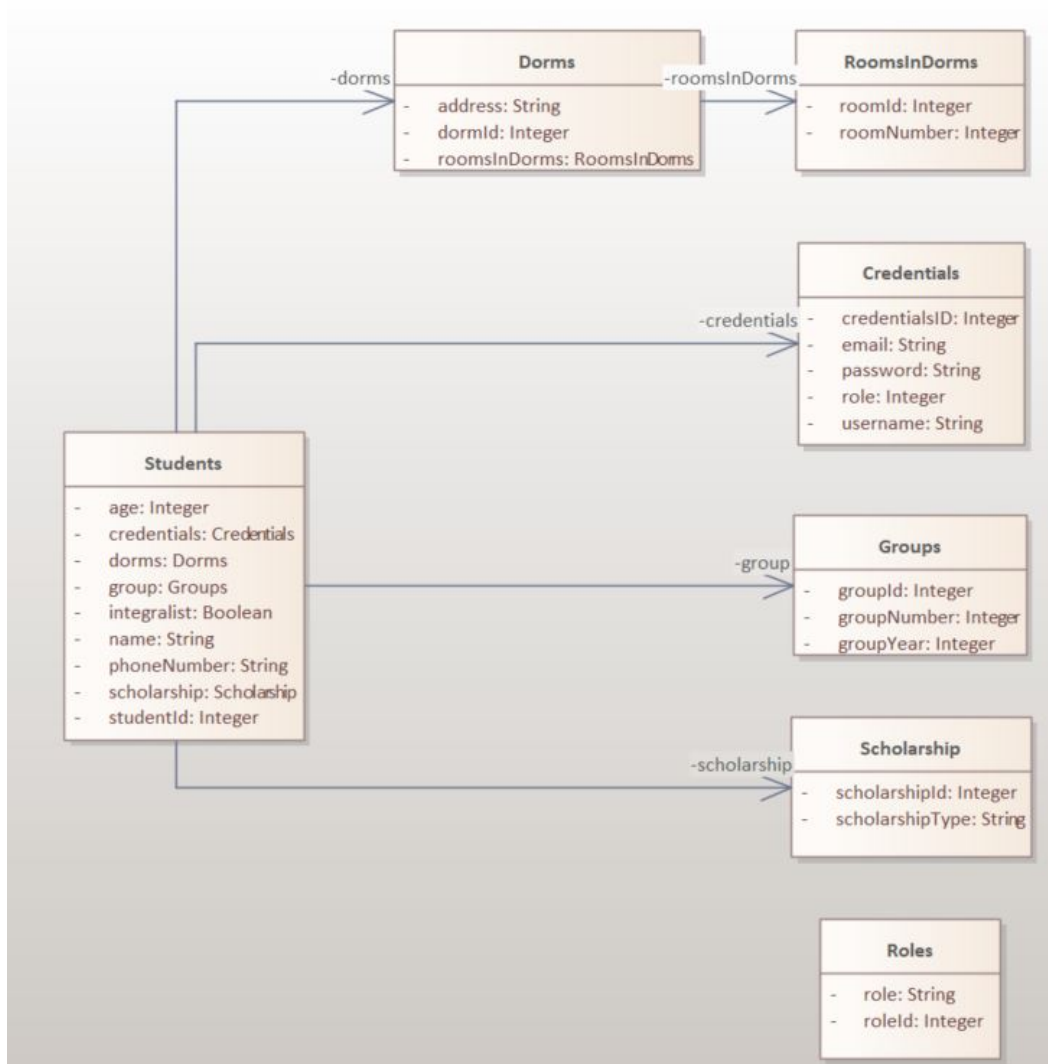 Dorms
-dorms
- address: String
- dormId: Integer
- roomsInDorms: RoomsInDorms
-roomsInDorms
RoomsInDorms
- roomId: Integer
- roomNumber: Integer
-credentials
Credentials
- credentialsID: Integer
- email: String
- password: String
- role: Integer
- username: String
Students
- age: Integer
- credentials: Credentials
- dorms: Dorms
- group: Groups
- integralist: Boolean
- name: String
- phoneNumber: String
- scholarship: Scholarship
- studentId: Integer
-group
Groups
- groupId: Integer
- groupNumber: Integer
- groupYear: Integer
-scholarship
Scholarship
- scholarshipId: Integer
- scholarshipType: String
Roles
- role: String
- roleId: Integer